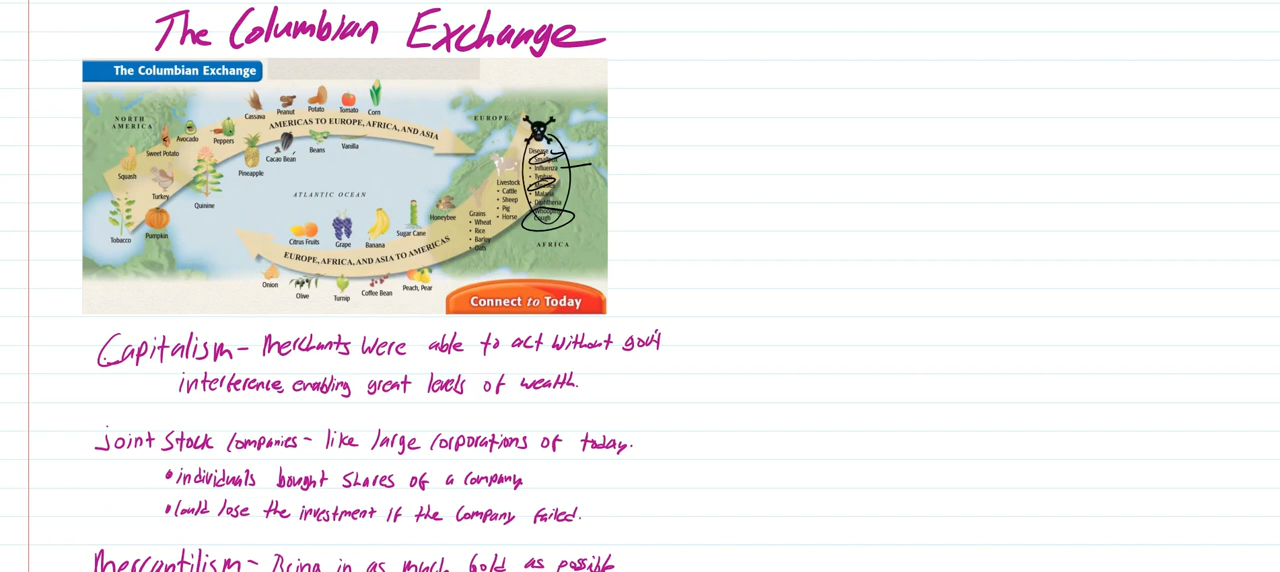 The Columbian Exchange
The Columbian Exchange
NORTH
AMERICA
EUROPE
Cassava
Peanut
Potato
Tomato
Corn
AMERICAS TO EUROPE, AFRICA, AND ASIA
Avocado
Peppers
Sweet Potato
Squash
Turkey
Pineapple
Cacao Bean
Beans
Vanilla
Quinine
Tobacco
Pumpkin
ATLANTIC OCEAN
Disease
• Influenza
• Malaria
• Diphtheria
• Whooping
Cough
Livestock
• Cattle
• Sheep
• Pig
• Horse
Grains
• Wheat
• Rice
• Barley
• Oats
Honeybee
Sugar Cane
Banana
Grape
Citrus Fruits
AFRICA
EUROPE, AFRICA, AND ASIA TO AMERICAS
Onion
Olive
Turnip
Coffee Bean
Peach, Pear
Connect to Today
Capitalism - Merchants were able to act without gov't
interference, enabling great levels of wealth.
Joint Stock Companies - like large corporations of today.
• individuals bought shares of a company
• Could lose the investment if the company failed.
Mercantilism - Bring in as much Gold as possible